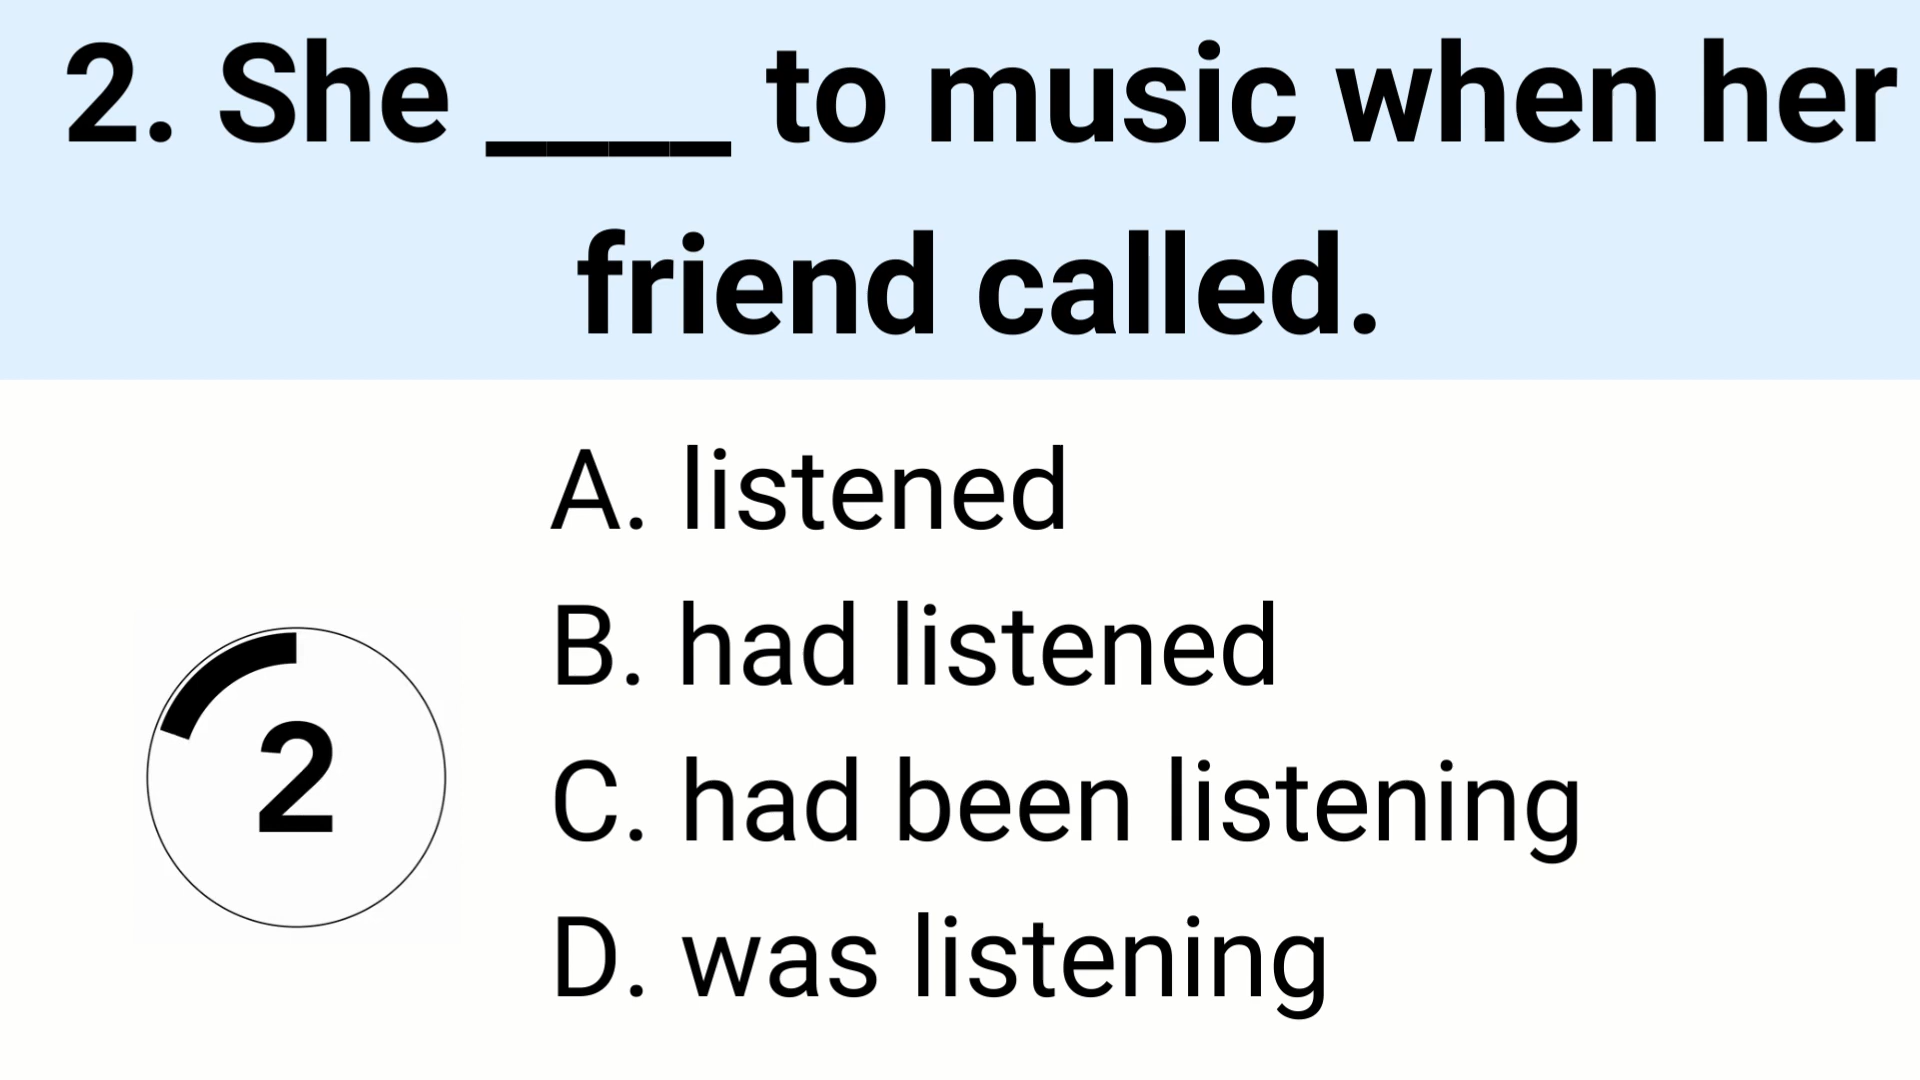 2. She ____ to music when her
friend called.
A. listened
B. had listened
2
C. had been listening
D. was listening